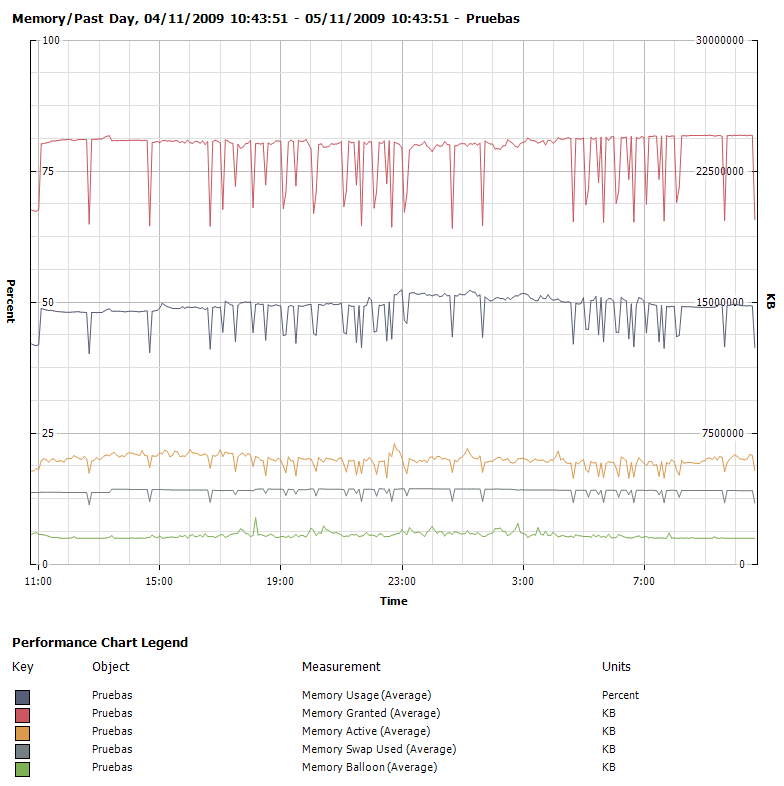 Memory/Past Day, 04/11/2009 10:43:51 - 05/11/2009 10:43:51 - Pruebas
100 30000000
75 22500000
Percent
50 15000000
KB
25 7500000
0 0
11:00 15:00 19:00 23:00 3:00 7:00
Time
Performance Chart Legend
Key Object Measurement Units
Pruebas Memory Usage (Average) Percent
Pruebas Memory Granted (Average) KB
Pruebas Memory Active (Average) KB
Pruebas Memory Swap Used (Average) KB
Pruebas Memory Balloon (Average) KB